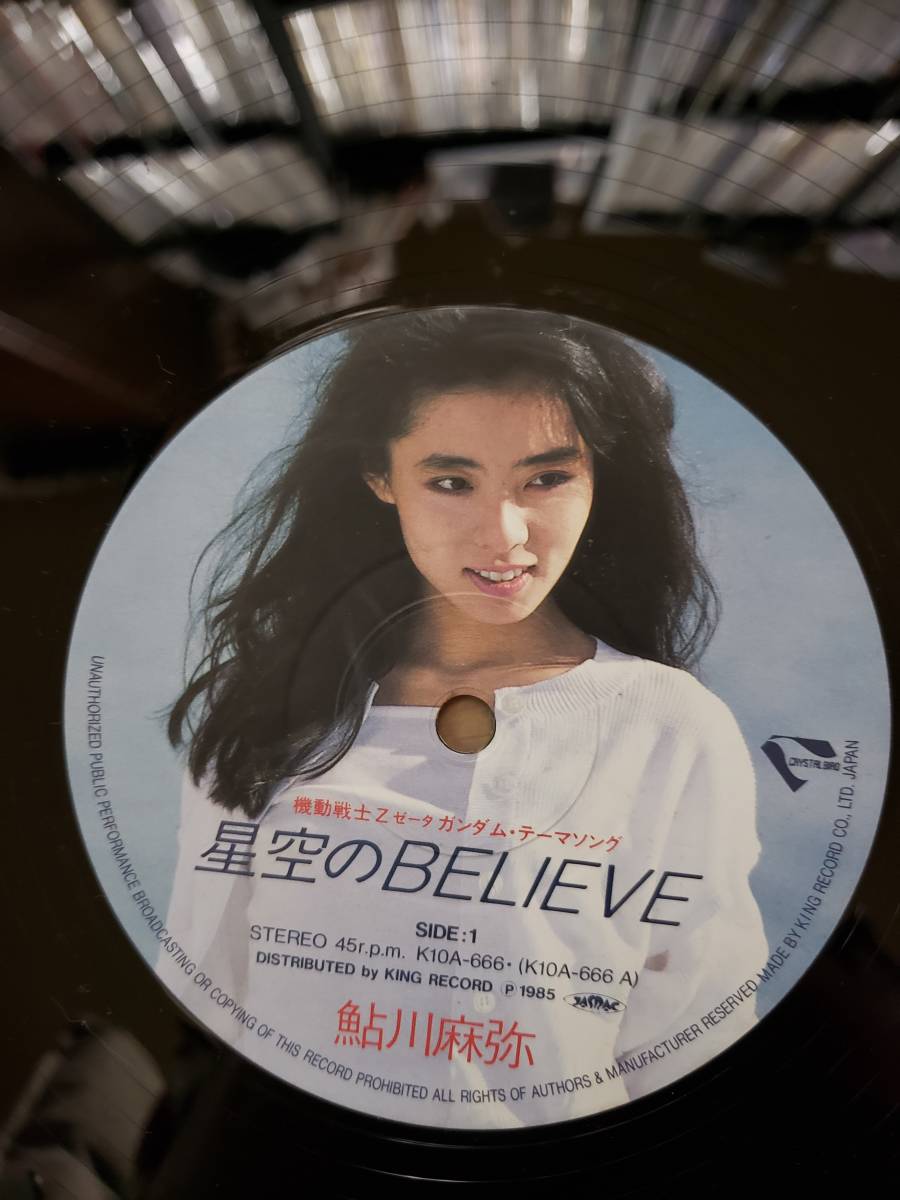 機動戦士Zゼータガンダム・テーマソング
星空のBELIEVE
SIDE:1
STEREO 45r.p.m. K10A-666・(K10A-666 A)
DISTRIBUTED by KING RECORD Ⓟ 1985 JASRAC
鮎川麻弥
CRYSTAL BIRD
UNAUTHORIZED PUBLIC PERFORMANCE BROADCASTING OR COPYING OF THIS RECORD PROHIBITED ALL RIGHTS OF AUTHORS & MANUFACTURER RESERVED MADE BY KING RECORD CO., LTD. JAPAN